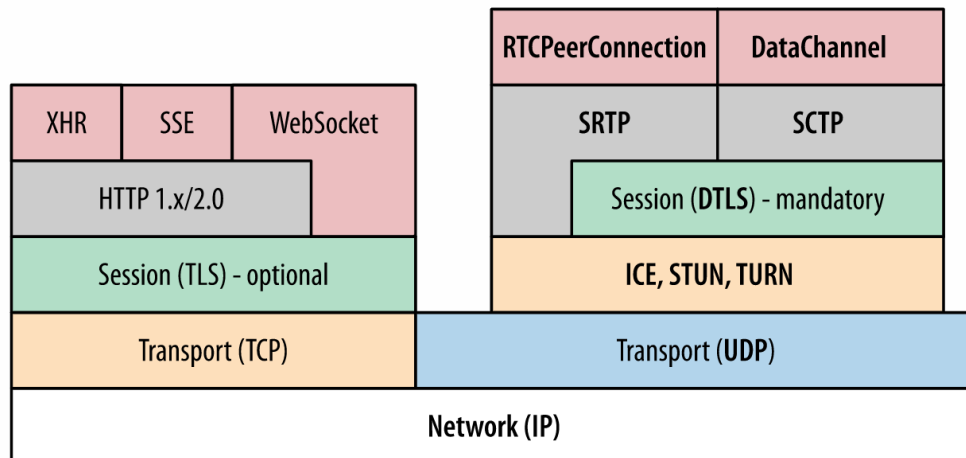 RTCPeerConnection
DataChannel
XHR
SSE
WebSocket
SRTP
SCTP
HTTP 1.x/2.0
Session (DTLS) - mandatory
Session (TLS) - optional
ICE, STUN, TURN
Transport (TCP)
Transport (UDP)
Network (IP)